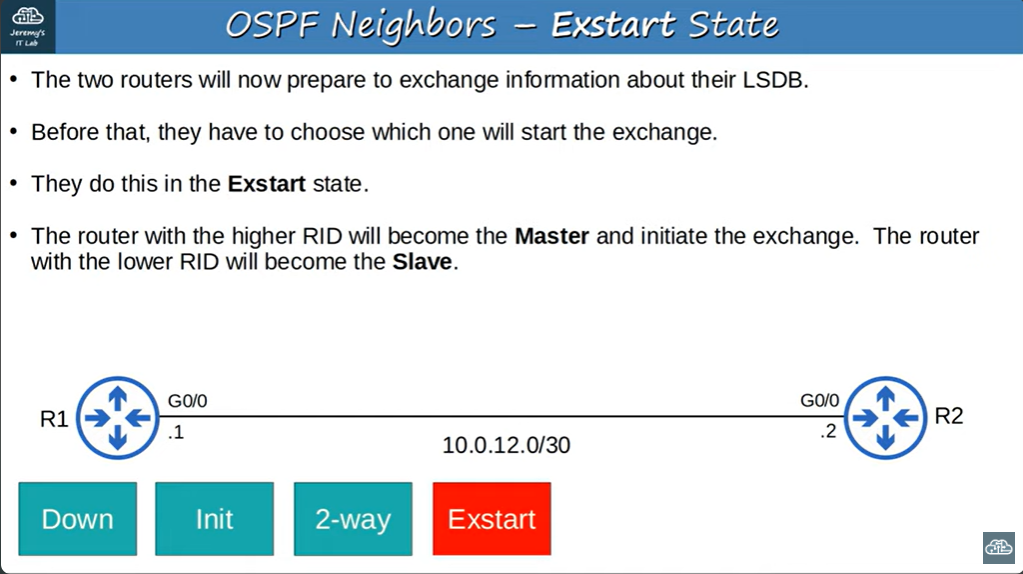 Jeremy's
IT Lab
OSPF Neighbors – Exstart State
• The two routers will now prepare to exchange information about their LSDB.
• Before that, they have to choose which one will start the exchange.
• They do this in the Exstart state.
• The router with the higher RID will become the Master and initiate the exchange.  The router
with the lower RID will become the Slave.
R1
G0/0
.1
10.0.12.0/30
G0/0
.2
R2
Down
Init
2-way
Exstart